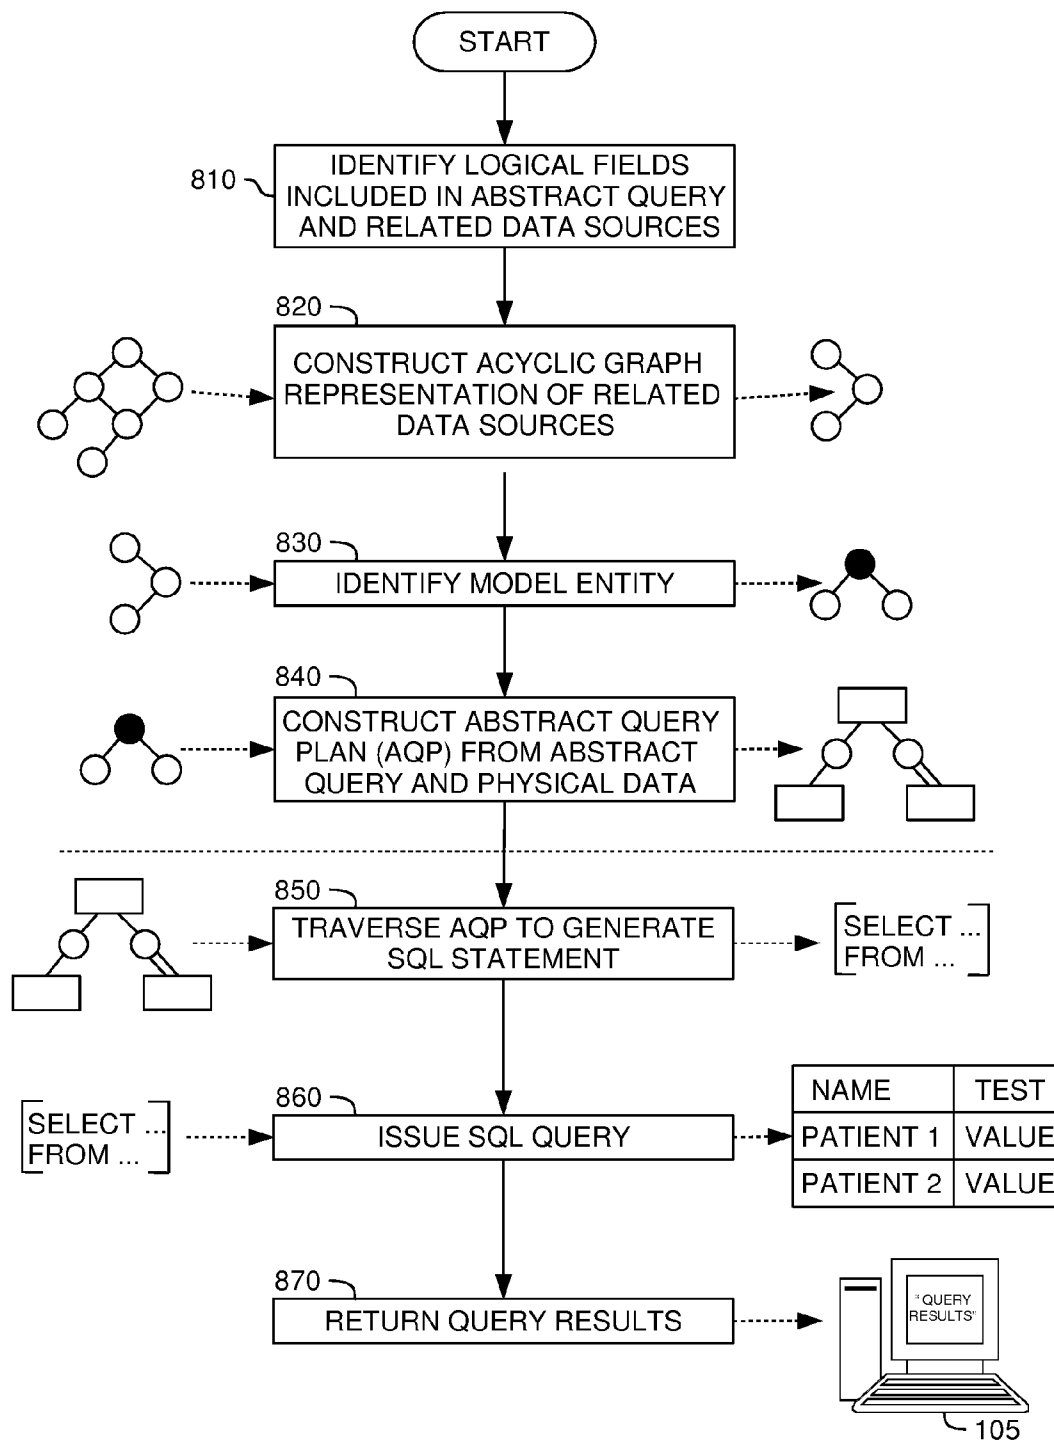 START
810
IDENTIFY LOGICAL FIELDS
INCLUDED IN ABSTRACT QUERY
AND RELATED DATA SOURCES
820
CONSTRUCT ACYCLIC GRAPH
REPRESENTATION OF RELATED
DATA SOURCES
830
IDENTIFY MODEL ENTITY
840
CONSTRUCT ABSTRACT QUERY
PLAN (AQP) FROM ABSTRACT
QUERY AND PHYSICAL DATA
850
TRAVERSE AQP TO GENERATE
SQL STATEMENT
SELECT ...
FROM ...
860
SELECT ...
FROM ...
ISSUE SQL QUERY
NAME TEST
PATIENT 1 VALUE
PATIENT 2 VALUE
870
RETURN QUERY RESULTS
"QUERY
RESULTS"
105